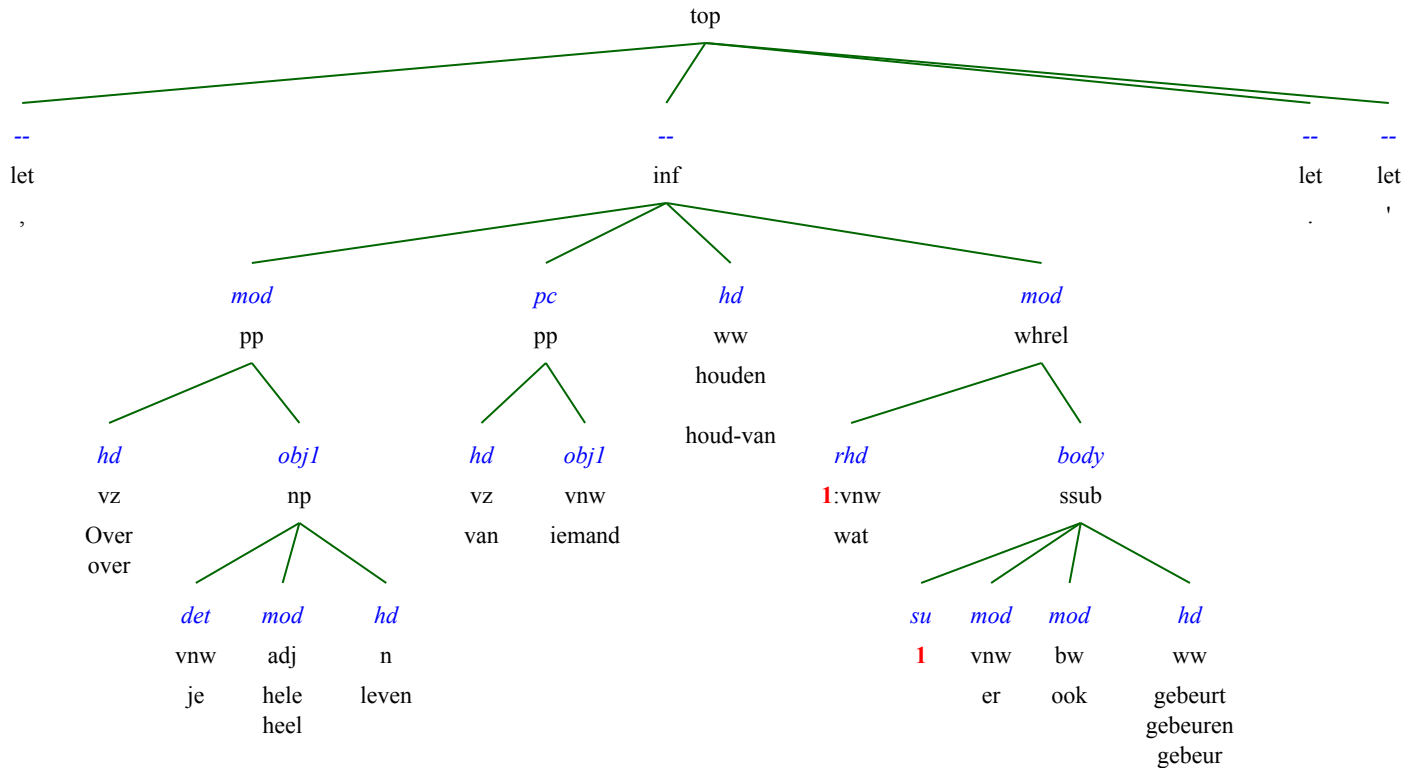 top
-- -- -- --
let inf let let
, . '
mod pc hd mod
pp pp ww whrel
houden
houd-van
hd obj1 hd obj1 rhd body
vz np vz vnw 1:vnw ssub
Over van iemand wat
over
det mod hd su mod mod hd
vnw adj n 1 vnw bw ww
je hele leven er ook gebeurt
heel gebeuren
gebeur